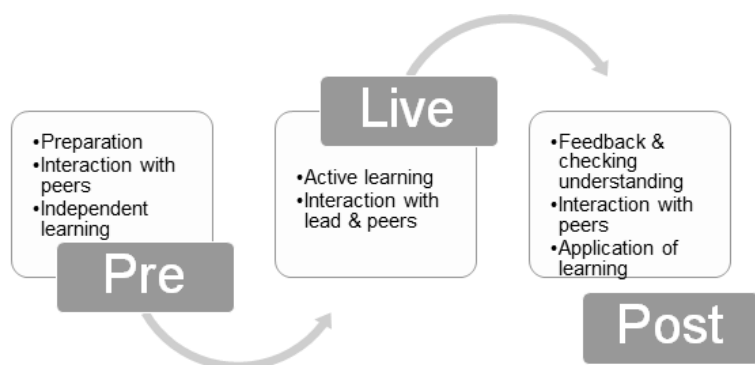 •Preparation
•Interaction with
peers
•Independent
learning
Pre
Live
•Active learning
•Interaction with
lead & peers
•Feedback &
checking
understanding
•Interaction with
peers
•Application of
learning
Post